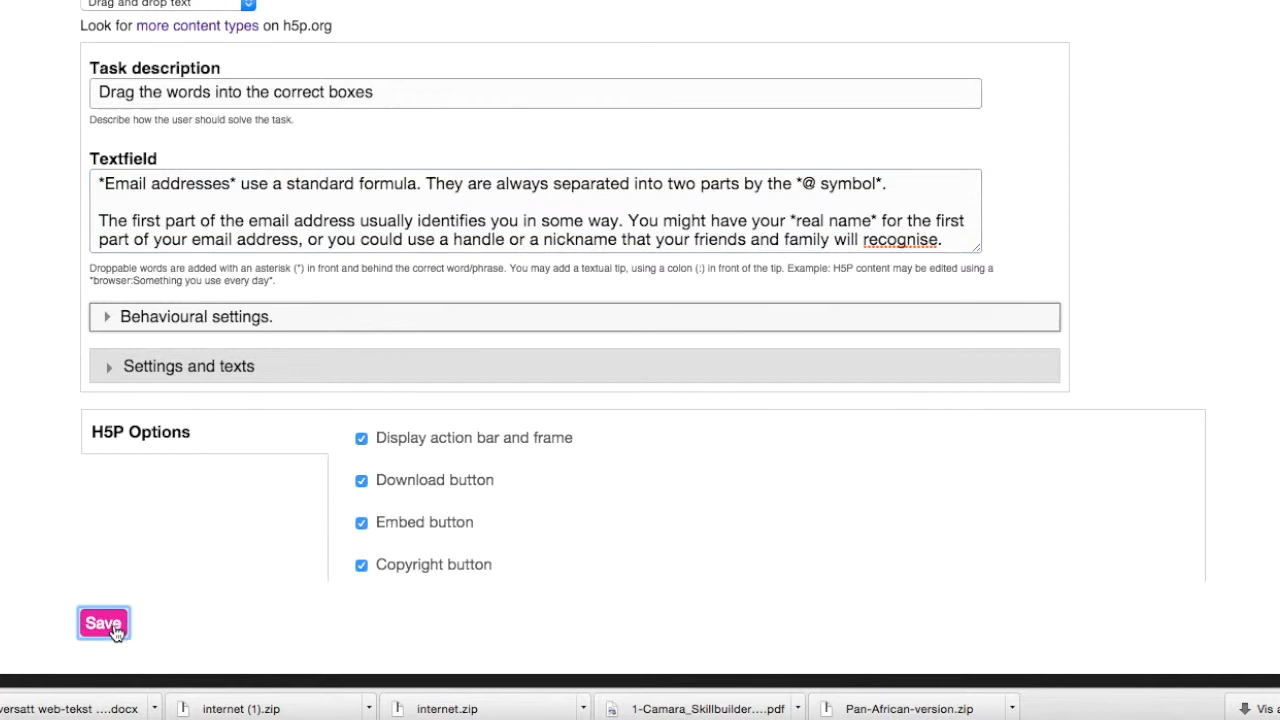 Drag and drop text
Look for more content types on h5p.org
Task description
Drag the words into the correct boxes
Describe how the user should solve the task.
Textfield
*Email addresses* use a standard formula. They are always separated into two parts by the *@ symbol*.
The first part of the email address usually identifies you in some way. You might have your *real name* for the first
part of your email address, or you could use a handle or a nickname that your friends and family will recognise.
Droppable words are added with an asterisk (*) in front and behind the correct word/phrase. You may add a textual tip, using a colon (:) in front of the tip. Example: H5P content may be edited using a
*browser:Something you use every day*.
Behavioural settings.
Settings and texts
H5P Options
Display action bar and frame
Download button
Embed button
Copyright button
Save
versatt web-tekst ....docx internet (1).zip internet.zip 1-Camara_Skillbuilder....pdf Pan-African-version.zip Vis a